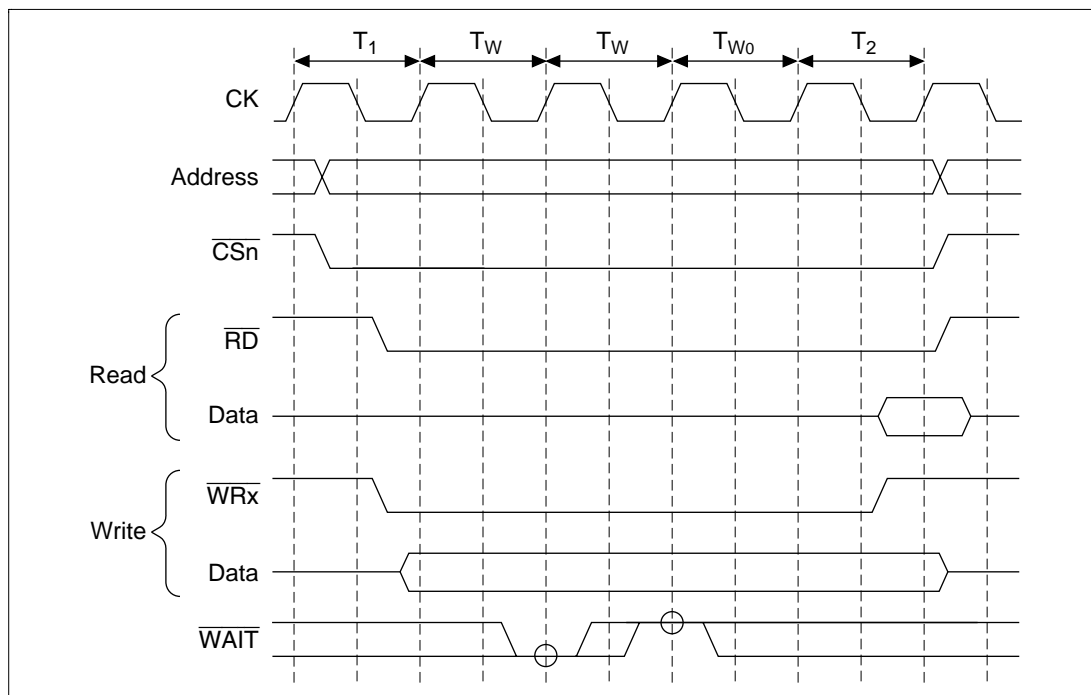 T1 TW TW TW0 T2
CK
Address
CSn
RD
Read
Data
WRx
Write
Data
WAIT